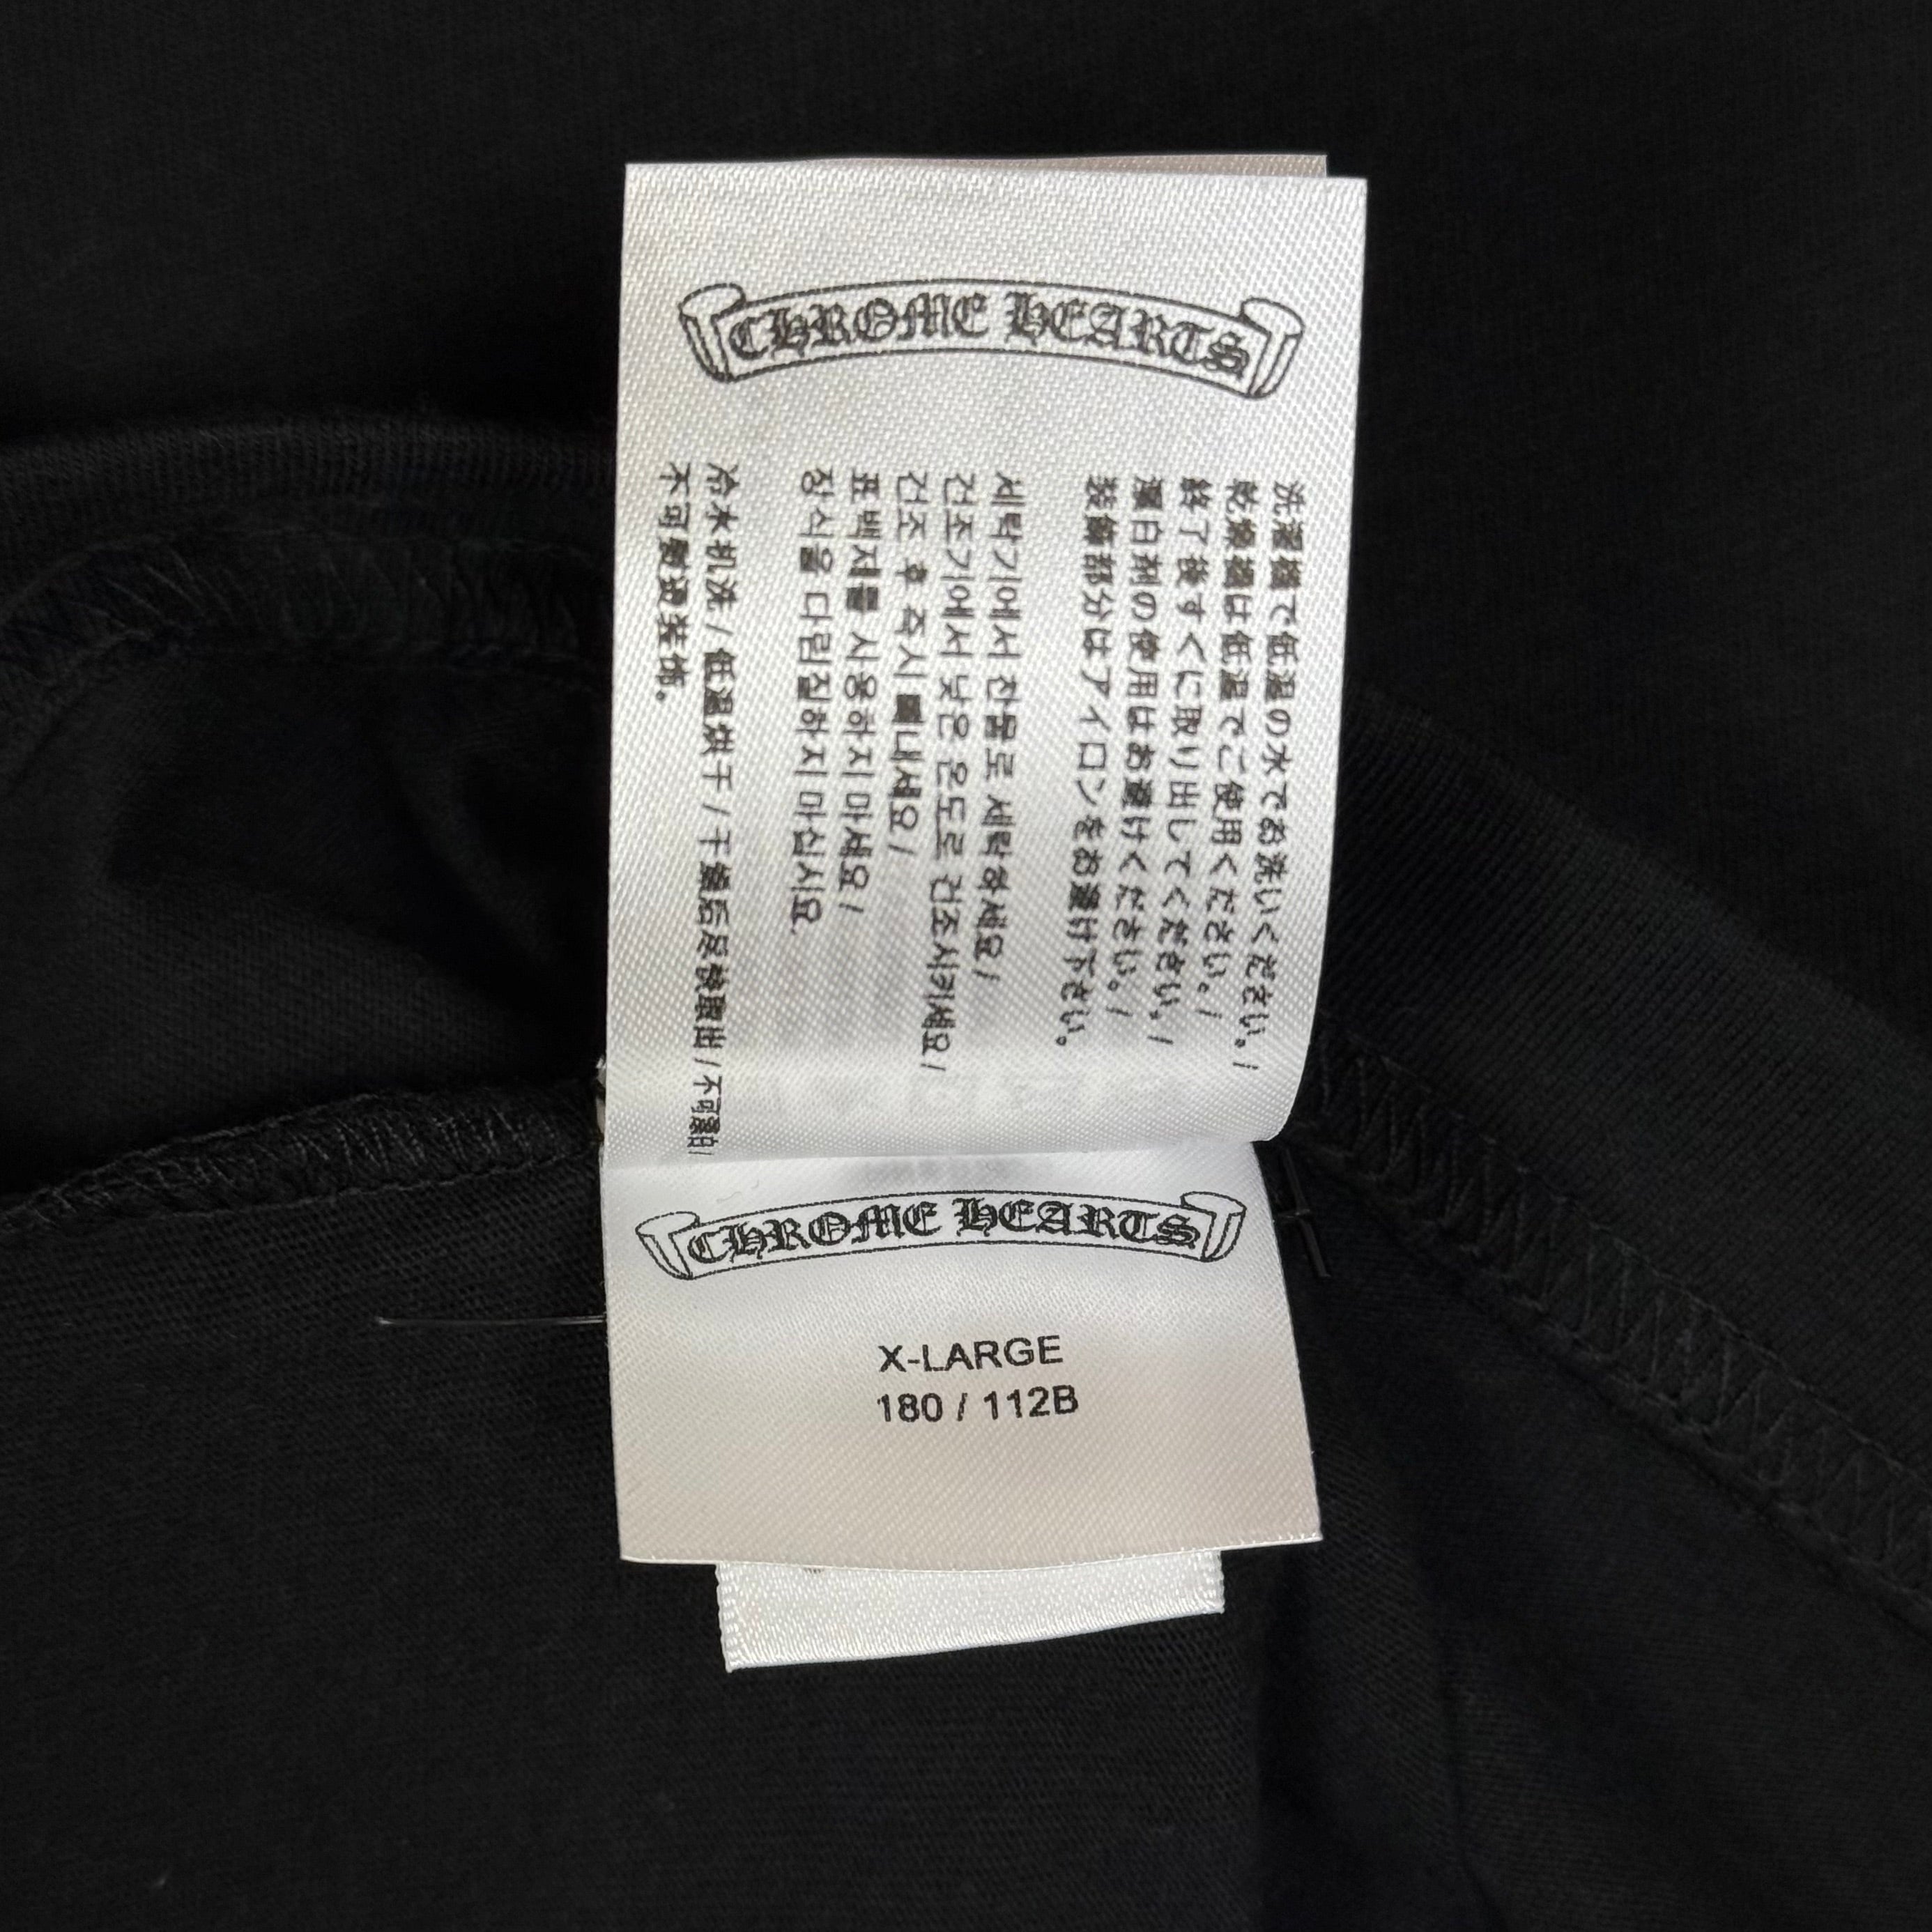 CHROME HEARTS
洗濯機で低温の水でお洗いください。/
乾燥機は低温でご使用ください。/
終了後すぐに取り出してください。/
漂白剤の使用はお避けください。/
装飾部分はアイロンをお避け下さい。
세탁기에서 찬물로 세탁하세요/
건조기에서 낮은 온도로 건조시키세요/
건조 후 즉시 빼내세요/
표백제를 사용하지 마세요/
장식을 다림질하지 마십시요.
冷水机洗 / 低温烘干 / 干燥后尽快取出 / 不可漂白 /
不可熨烫装饰。
CHROME HEARTS
X-LARGE
180 / 112B